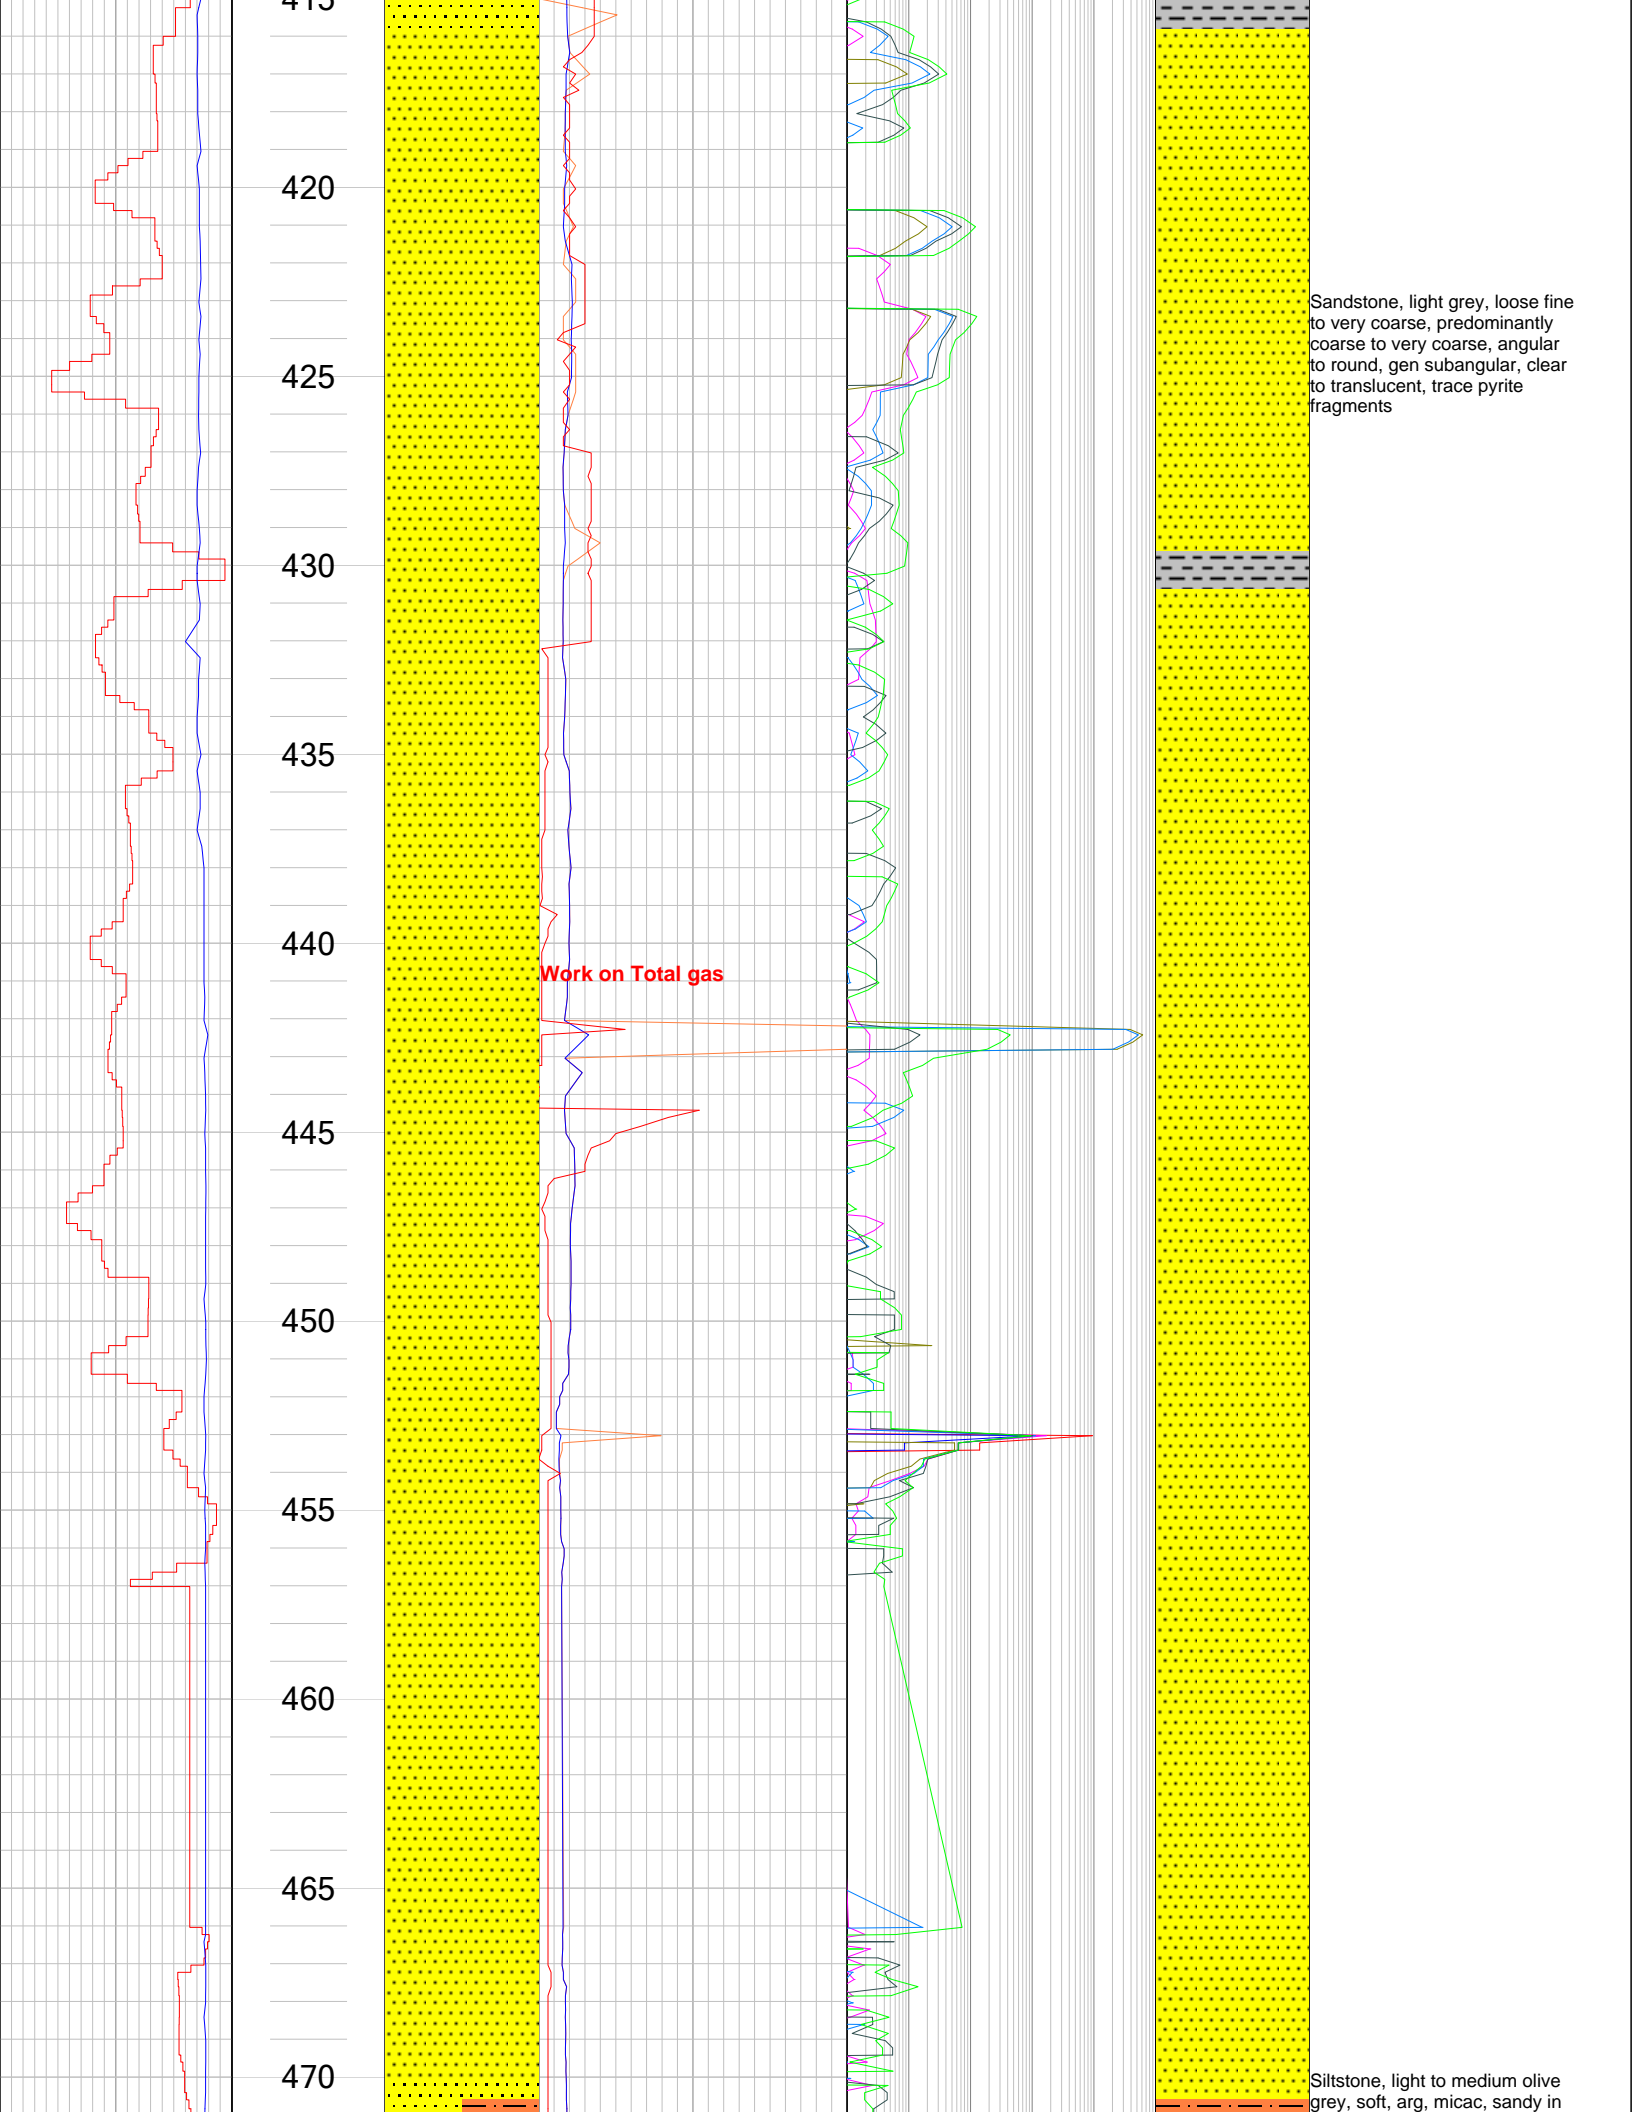 415
420
Sandstone, light grey, loose fine
to very coarse, predominantly
coarse to very coarse, angular
to round, gen subangular, clear
to translucent, trace pyrite
fragments
425
430
435
440
Work on Total gas
445
450
455
460
465
470
Siltstone, light to medium olive
grey, soft, arg, micac, sandy in